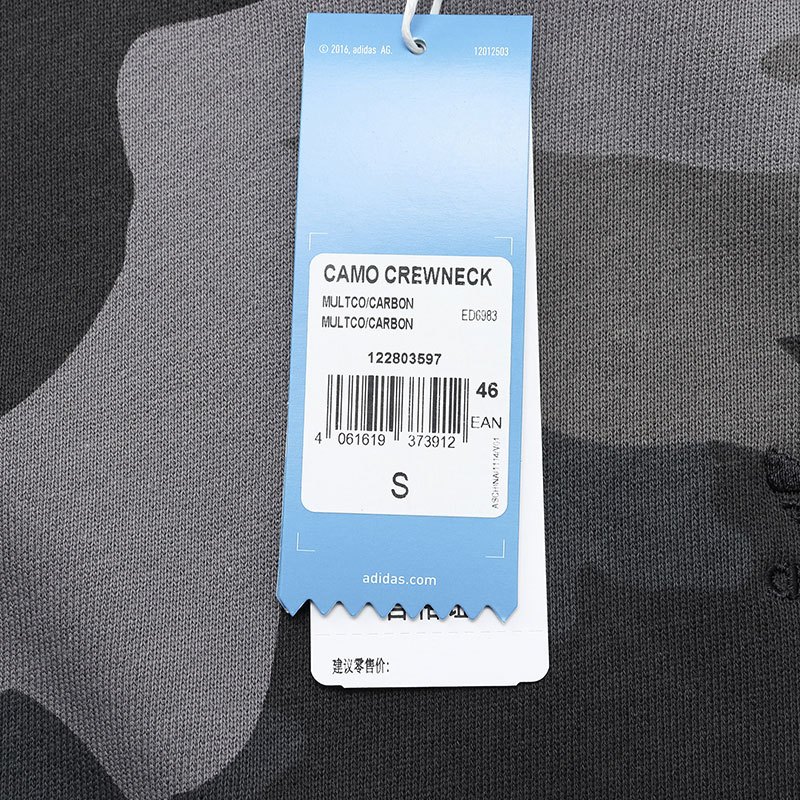 © 2016, adidas AG. 12012503
CAMO CREWNECK
MULTCO/CARBON
MULTCO/CARBON
ED6983
122803597
46
EAN
4 061619 373912
S
adidas.com
建议零售价: